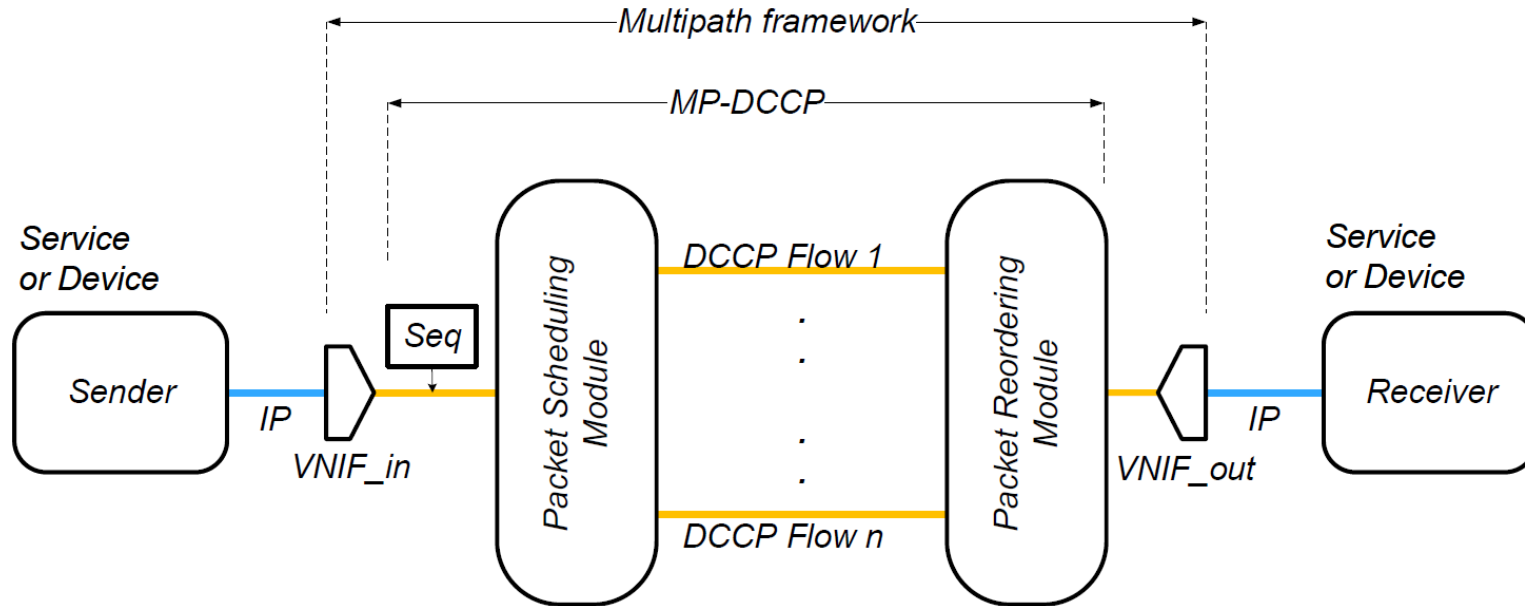 Multipath framework
MP-DCCP
Service
or Device
Sender
IP
VNIF_in
Seq
Packet Scheduling
Module
DCCP Flow 1
DCCP Flow n
Packet Reordering
Module
VNIF_out
IP
Service
or Device
Receiver